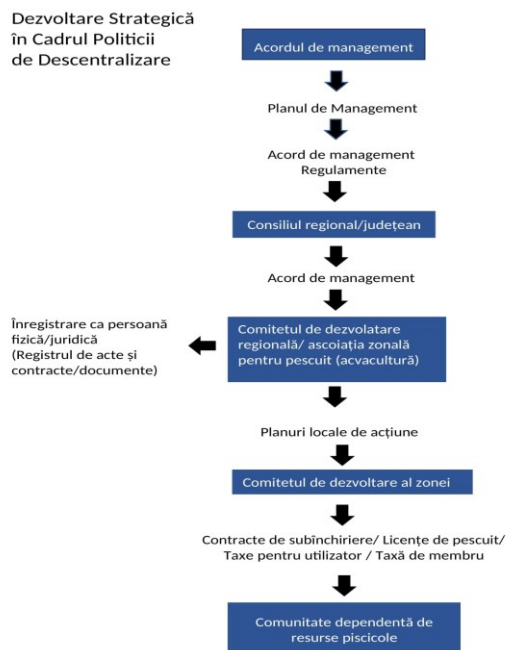 Dezvoltare Strategică
în Cadrul Politicii
de Descentralizare
Acordul de management
Planul de Management
Acord de management
Regulamente
Consiliul regional/județean
Acord de management
Înregistrare ca persoană
fizică/juridică
(Registrul de acte și
contracte/documente)
Comitetul de dezvolatare
regională/ ascoiația zonală
pentru pescuit (acvacultură)
Planuri locale de acțiune
Comitetul de dezvoltare al zonei
Contracte de subînchiriere/ Licențe de pescuit/
Taxe pentru utilizator / Taxă de membru
Comunitate dependentă de
resurse piscicole